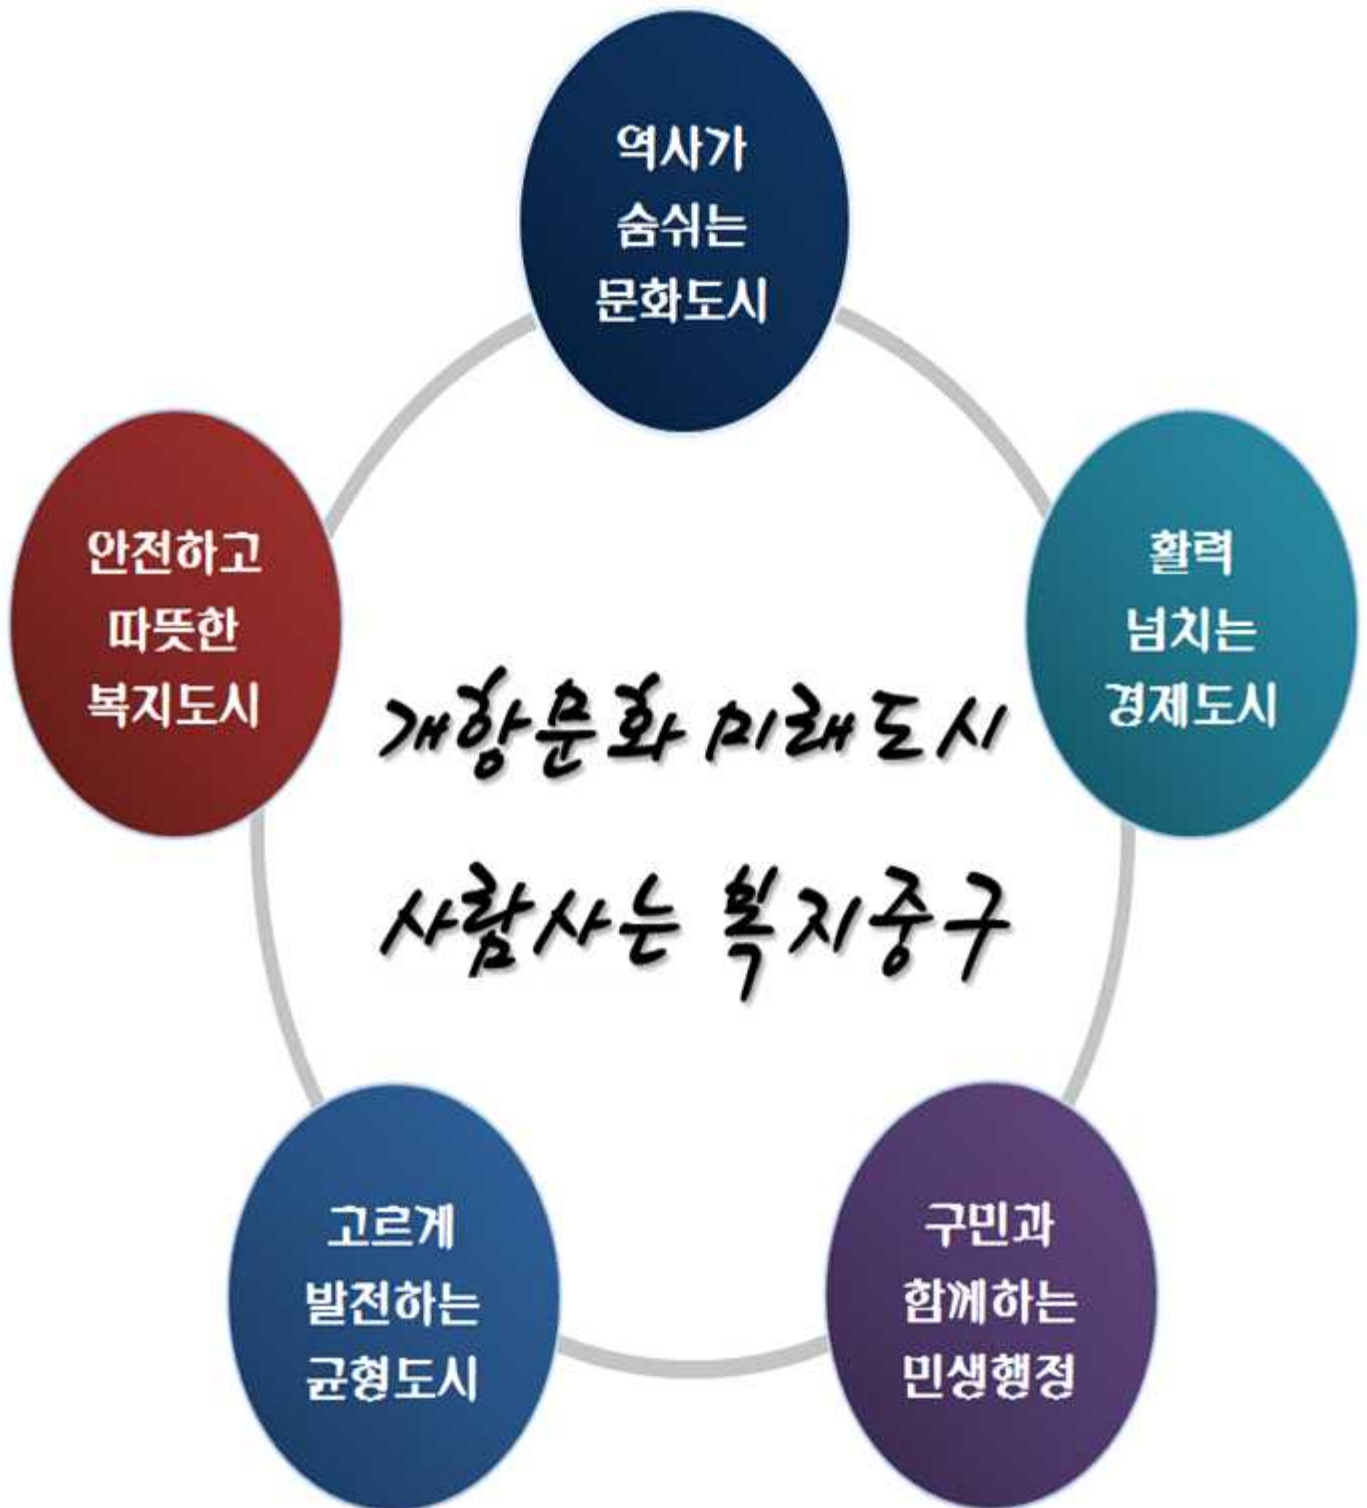 역사가
숨쉬는
문화도시
안전하고
따뜻한
복지도시
활력
넘치는
경제도시
개항문화 미래도시
사람사는 복지중구
고르게
발전하는
균형도시
구민과
함께하는
민생행정